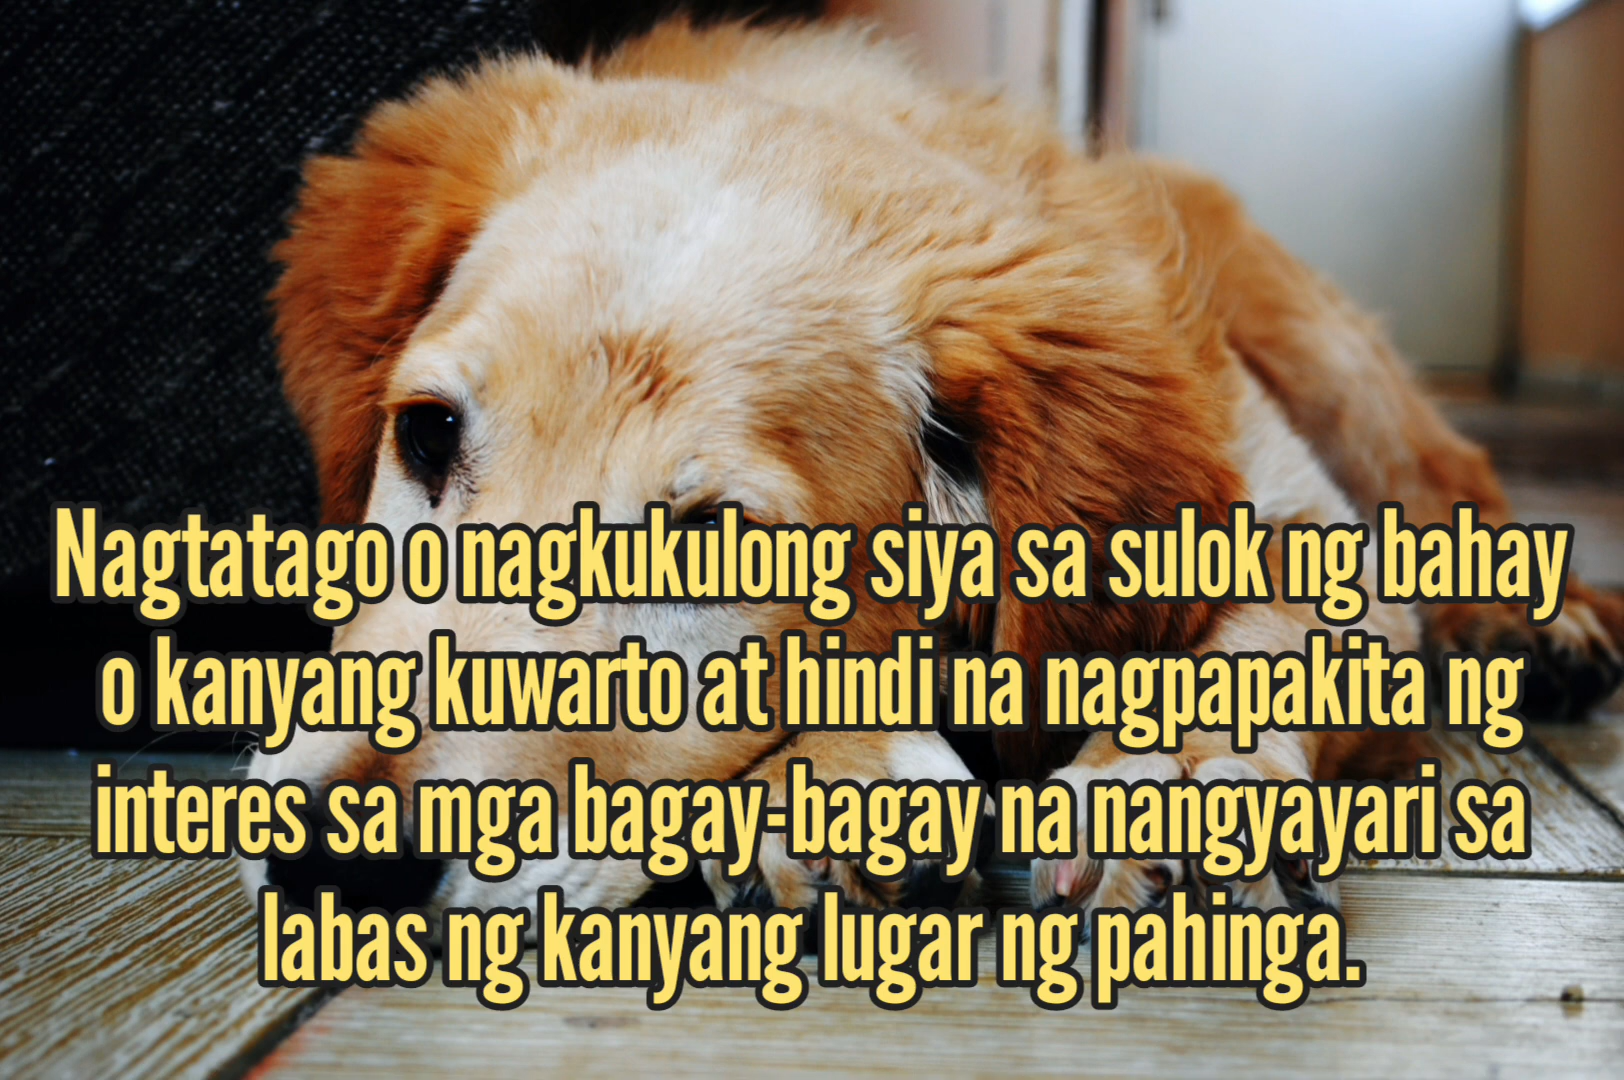 Nagtatago o nagkukulong siya sa sulok ng bahay
o kanyang kuwarto at hindi na nagpapakita ng
interes sa mga bagay-bagay na nangyayari sa
labas ng kanyang lugar ng pahinga.